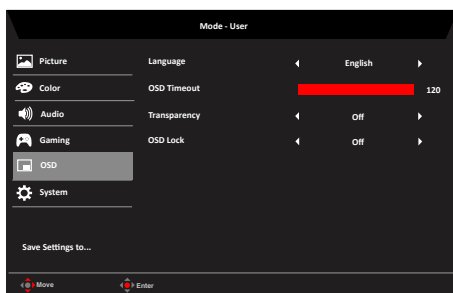 Mode - User
Picture
Language English
Color
OSD Timeout 120
Audio
Transparency Off
Gaming
OSD Lock Off
OSD
System
Save Settings to...
Move Enter